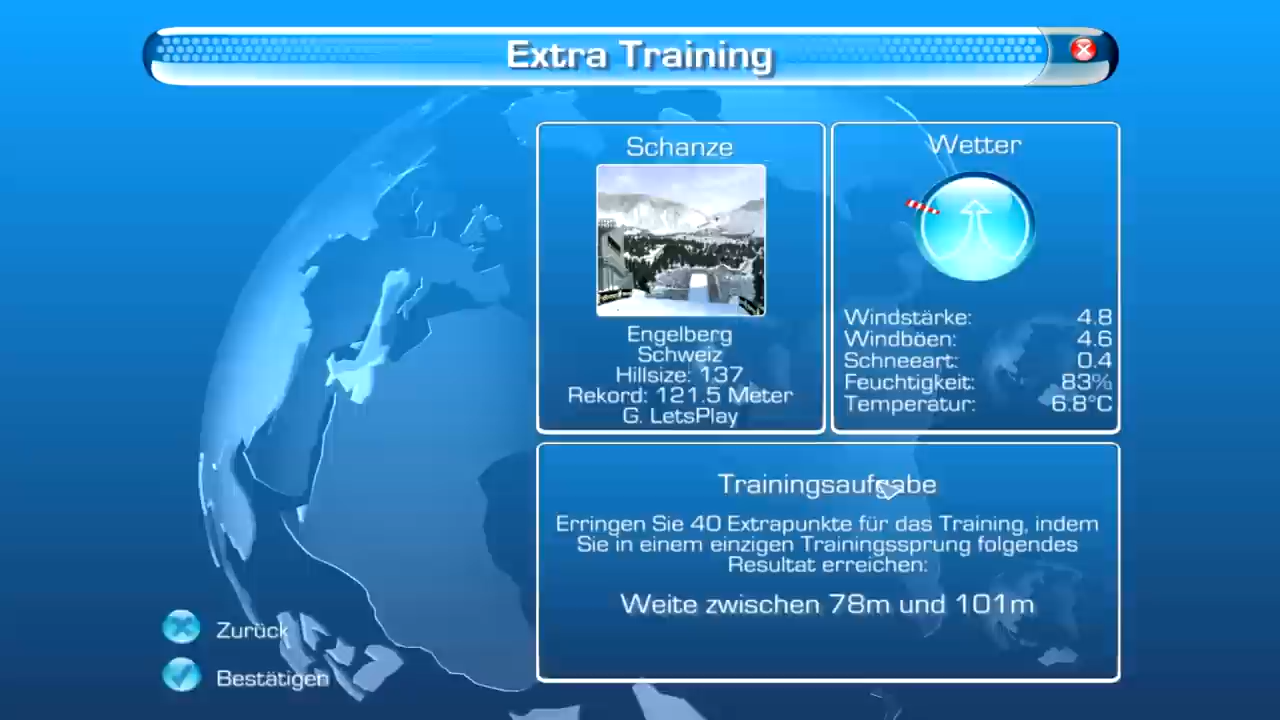 Extra Training
Schanze
Engelberg
Schweiz
Hillsize: 137
Rekord: 121.5 Meter
G. LetsPlay
Wetter
Windstärke: 4.8
Windböen: 4.6
Schneeart: 0.4
Feuchtigkeit: 83%
Temperatur: 6.8°C
Trainingsaufgabe
Erringen Sie 40 Extrapunkte für das Training, indem
Sie in einem einzigen Trainingssprung folgendes
Resultat erreichen:
Weite zwischen 78m und 101m
Zurück
Bestätigen